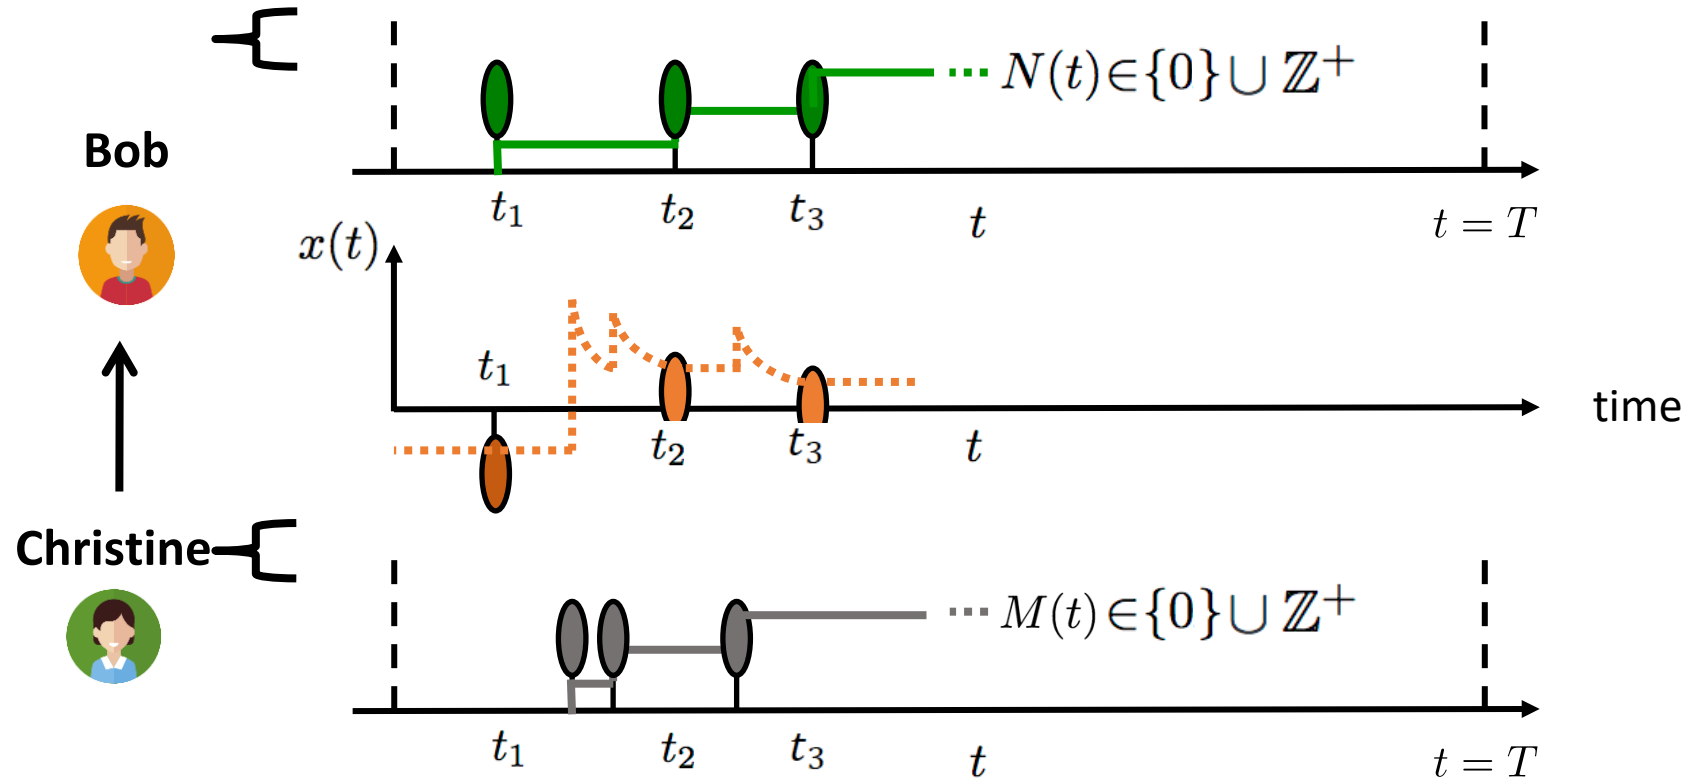 N(t)∈{0}∪ ℤ⁺
Bob
t₁ t₂ t₃ t t = T
x(t)
t₁
time
t₂ t₃ t
Christine
M(t)∈{0}∪ ℤ⁺
t₁ t₂ t₃ t t = T